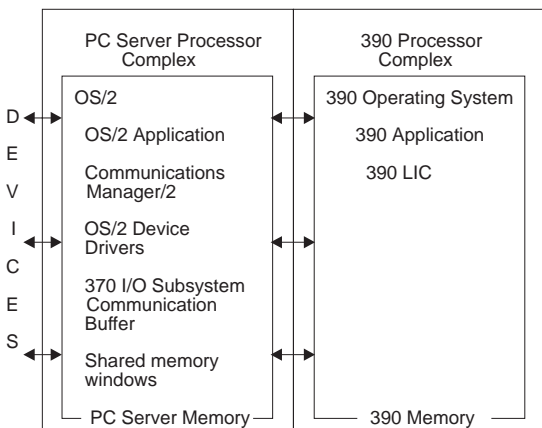 PC Server Processor
Complex
OS/2
OS/2 Application
Communications
Manager/2
OS/2 Device
Drivers
370 I/O Subsystem
Communication
Buffer
Shared memory
windows
PC Server Memory
390 Processor
Complex
390 Operating System
390 Application
390 LIC
390 Memory
D
E
V
I
C
E
S